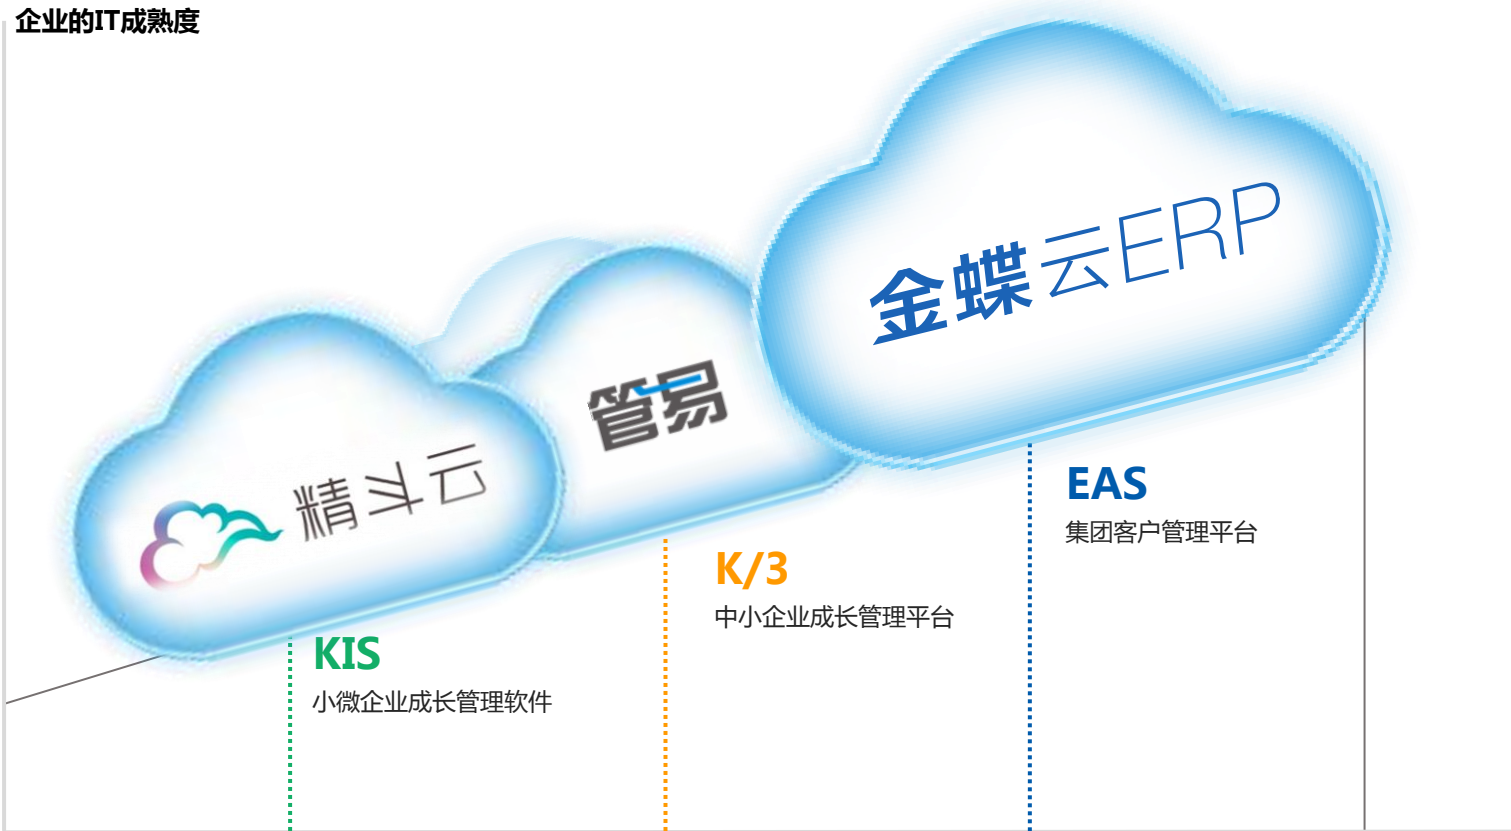 企业的IT成熟度
金蝶云ERP
管易
精斗云
EAS
集团客户管理平台
K/3
中小企业成长管理平台
KIS
小微企业成长管理软件